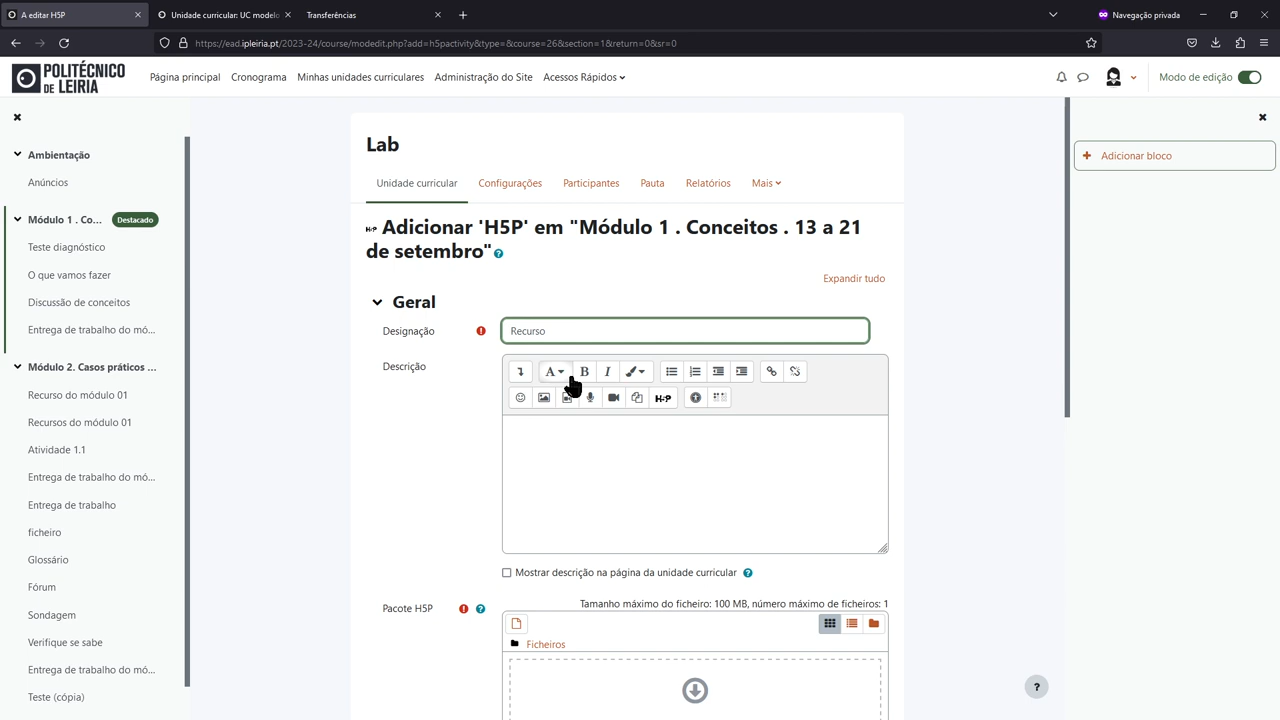 A editar H5P
Unidade curricular: UC modelo
Transferências
Navegação privada
https://ead.ipleiria.pt/2023-24/course/modedit.php?add=h5pactivity&type=&course=26&section=1&return=0&sr=0
POLITÉCNICO
DE LEIRIA
Página principal
Cronograma
Minhas unidades curriculares
Administração do Site
Acessos Rápidos
Modo de edição
Ambientação
Anúncios
Módulo 1 . Co...
Destacado
Teste diagnóstico
O que vamos fazer
Discussão de conceitos
Entrega de trabalho do mó...
Módulo 2. Casos práticos ...
Recurso do módulo 01
Recursos do módulo 01
Atividade 1.1
Entrega de trabalho do mó...
Entrega de trabalho
ficheiro
Glossário
Fórum
Sondagem
Verifique se sabe
Entrega de trabalho do mó...
Teste (cópia)
Lab
Unidade curricular
Configurações
Participantes
Pauta
Relatórios
Mais
H-P Adicionar 'H5P' em "Módulo 1 . Conceitos . 13 a 21
de setembro"
Expandir tudo
Geral
Designação
Recurso
Descrição
A
B
I
H-P
Mostrar descrição na página da unidade curricular
Pacote H5P
Tamanho máximo do ficheiro: 100 MB, número máximo de ficheiros: 1
Ficheiros
Adicionar bloco
?